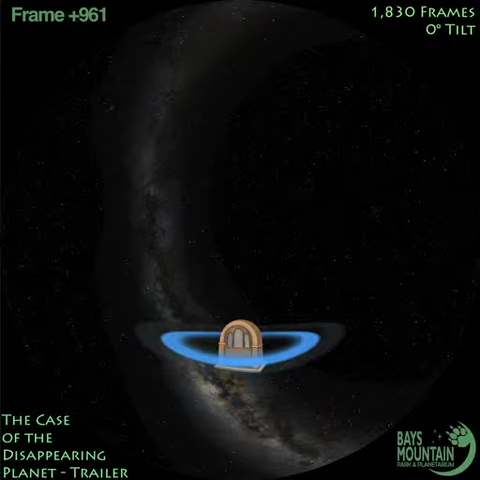 Frame +961
1,830 Frames
0° Tilt
The Case
of the
Disappearing
Planet - Trailer
BAYS
MOUNTAIN
PARK & PLANETARIUM